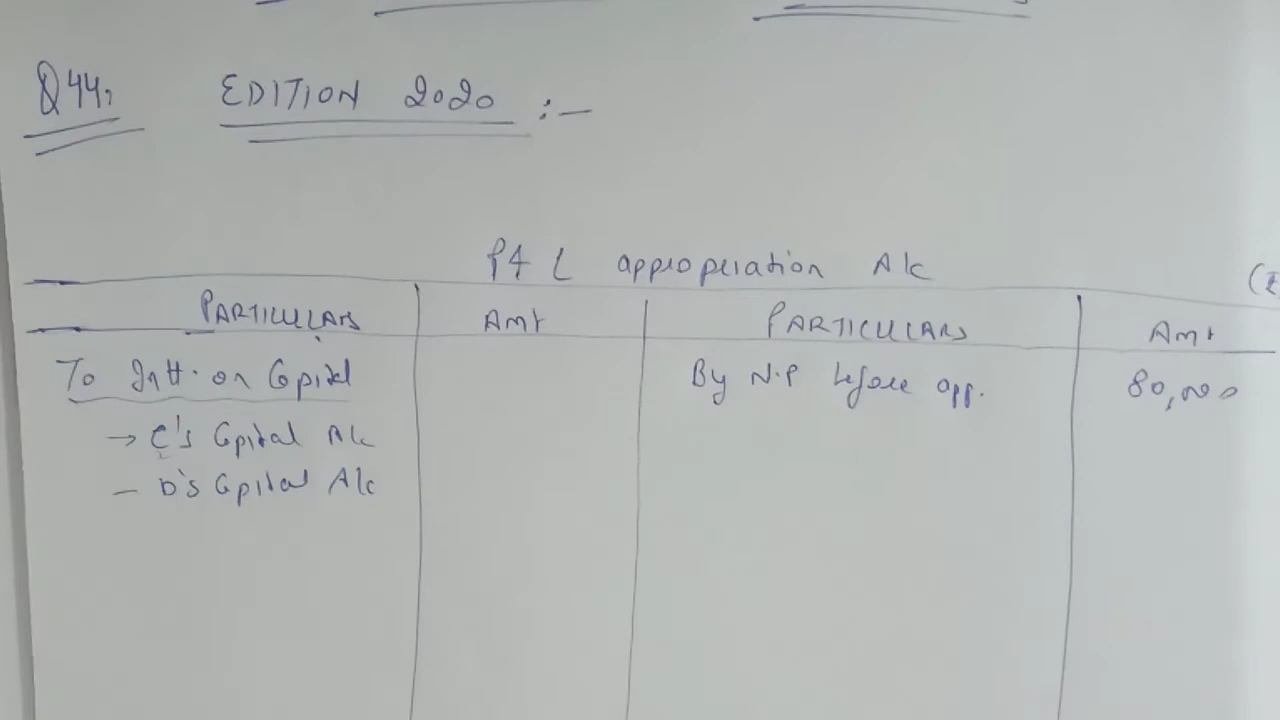 Q44, EDITION 2020 :-
P & L appropriation A/c (₹
PARTICULARS Amt PARTICULARS Amt
To Intt. on Capital By N.P before app. 80,000
→ C's Capital A/c
- D's Capital A/c